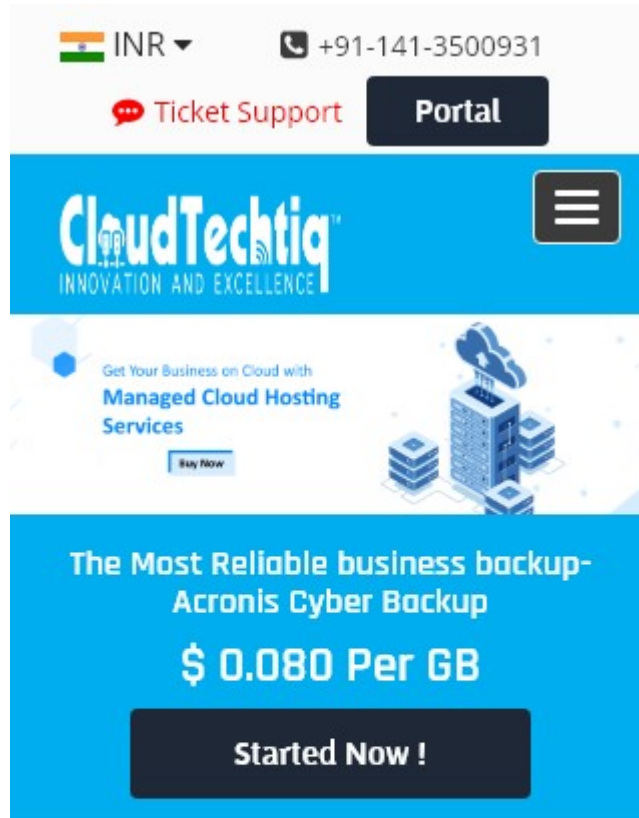 INR
+91-141-3500931
Ticket Support
Portal
CloudTechtiq™
INNOVATION AND EXCELLENCE
Get Your Business on Cloud with
Managed Cloud Hosting
Services
Buy Now
The Most Reliable business backup-
Acronis Cyber Backup
$ 0.080 Per GB
Started Now !